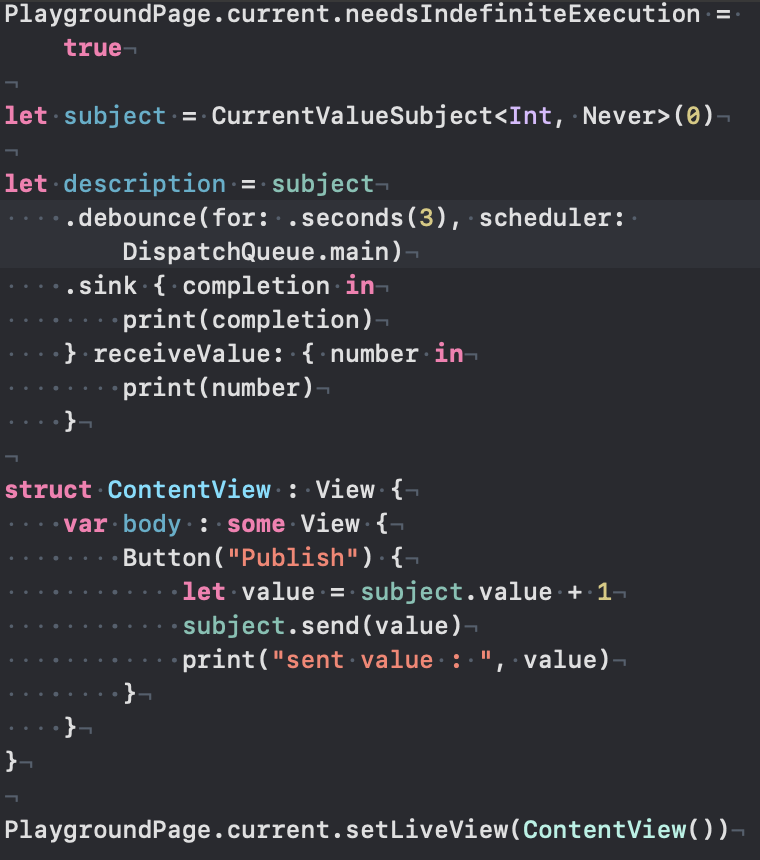 PlaygroundPage.current.needsIndefiniteExecution =
    true

let subject = CurrentValueSubject<Int, Never>(0)

let description = subject
    .debounce(for: .seconds(3), scheduler:
        DispatchQueue.main)
    .sink { completion in
        print(completion)
    } receiveValue: { number in
        print(number)
    }

struct ContentView : View {
    var body : some View {
        Button("Publish") {
            let value = subject.value + 1
            subject.send(value)
            print("sent value : ", value)
        }
    }
}

PlaygroundPage.current.setLiveView(ContentView())